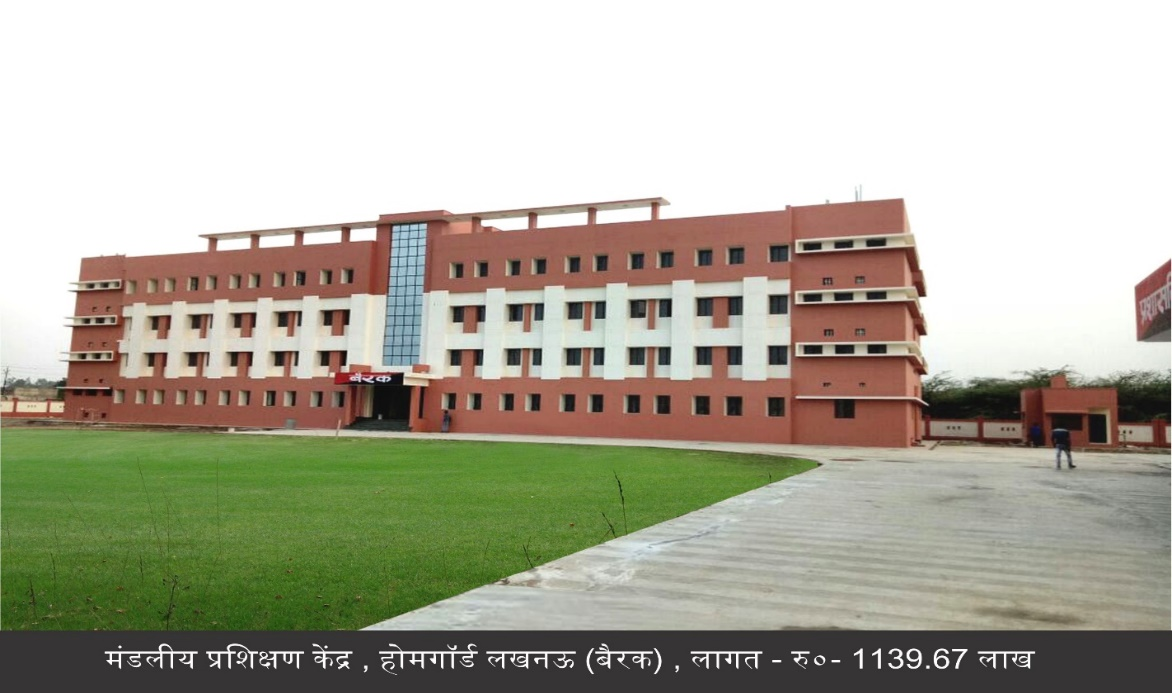 बैरक
मंडलीय प्रशिक्षण केंद्र , होमगॉर्ड लखनऊ (बैरक) , लागत - रु०- 1139.67 लाख